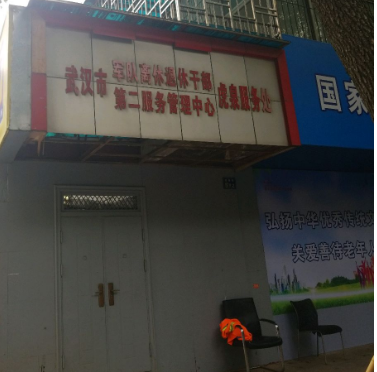 武汉市 军队离休退休干部 虎泉服务处
第二服务管理中心
国家
弘扬中华优秀传统
关爱善待老年人